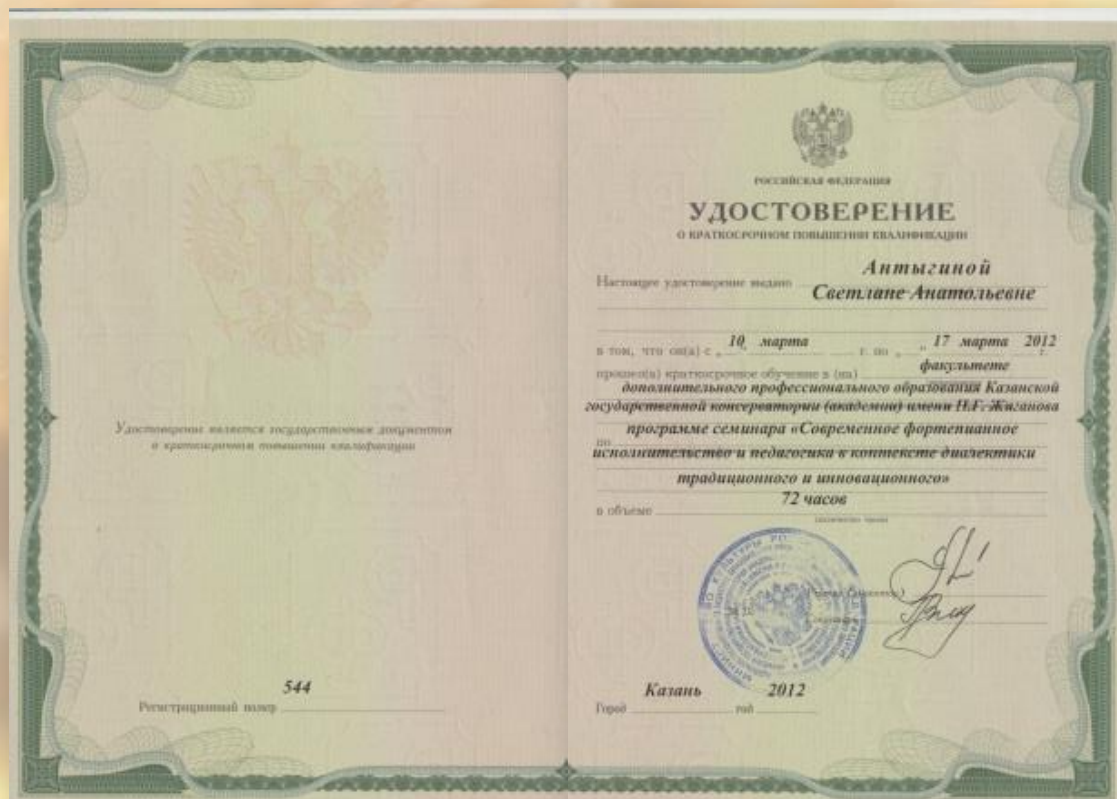 Удостоверение является государственным документом
о краткосрочном повышении квалификации
544
Регистрационный номер
РОССИЙСКАЯ ФЕДЕРАЦИЯ
УДОСТОВЕРЕНИЕ
О КРАТКОСРОЧНОМ ПОВЫШЕНИИ КВАЛИФИКАЦИИ
Антыгиной
Настоящее удостоверение выдано
Светлане Анатольевне
в том, что он(а) с „ 10 „ марта г. по „ „ 17 марта 2012 г.
прошел(а) краткосрочное обучение в (на) факультете
дополнительного профессионального образования Казанской
государственной консерватории (академии) имени Н.Г. Жиганова
по программе семинара «Современное фортепианное
исполнительство и педагогика в контексте диалектики
традиционного и инновационного»
в объеме 72 часов
количество часов
Казань 2012
Город год